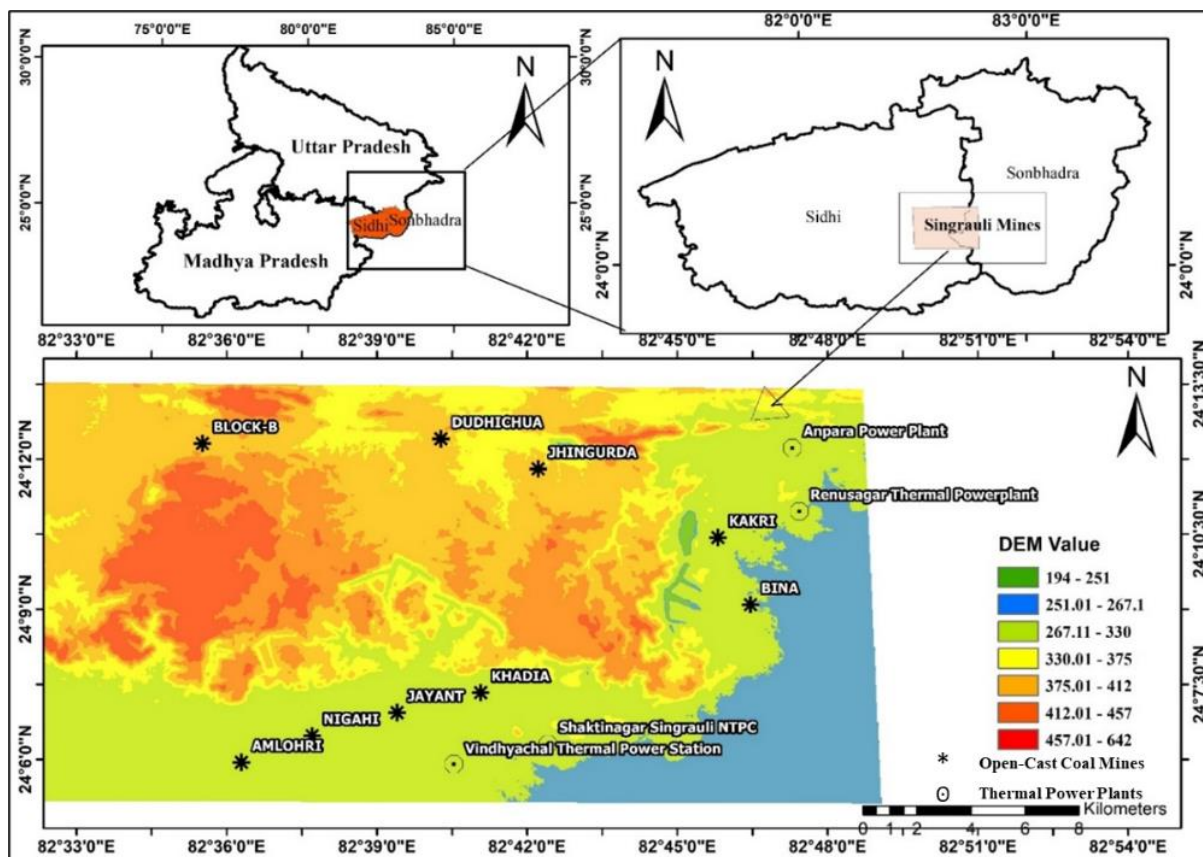 75°0'0"E
80°0'0"E
85°0'0"E
82°0'0"E
83°0'0"E
30°0'0"N
30°0'0"N
N
N
Uttar Pradesh
Sonbhadra
25°0'0"N
25°0'0"N
Sidhi
Sonbhadra
Sidhi
Singrauli Mines
Madhya Pradesh
24°0'0"N
24°0'0"N
82°33'0"E
82°36'0"E
82°39'0"E
82°42'0"E
82°45'0"E
82°48'0"E
82°51'0"E
82°54'0"E
N
24°13'30"N
BLOCK-B
DUDHICHUA
Anpara Power Plant
24°12'0"N
JHINGURDA
Renusagar Thermal Powerplant
KAKRI
24°10'30"N
DEM Value
194 - 251
BINA
251.01 - 267.1
24°9'0"N
267.11 - 330
330.01 - 375
KHADIA
375.01 - 412
24°7'30"N
JAYANT
412.01 - 457
NIGAHI
Shaktinagar Singrauli NTPC
457.01 - 642
AMLOHRI
Vindhyachal Thermal Power Station
Open-Cast Coal Mines
24°6'0"N
Thermal Power Plants
Kilometers
0 1 2 4 6 8
82°33'0"E
82°36'0"E
82°39'0"E
82°42'0"E
82°45'0"E
82°48'0"E
82°51'0"E
82°54'0"E